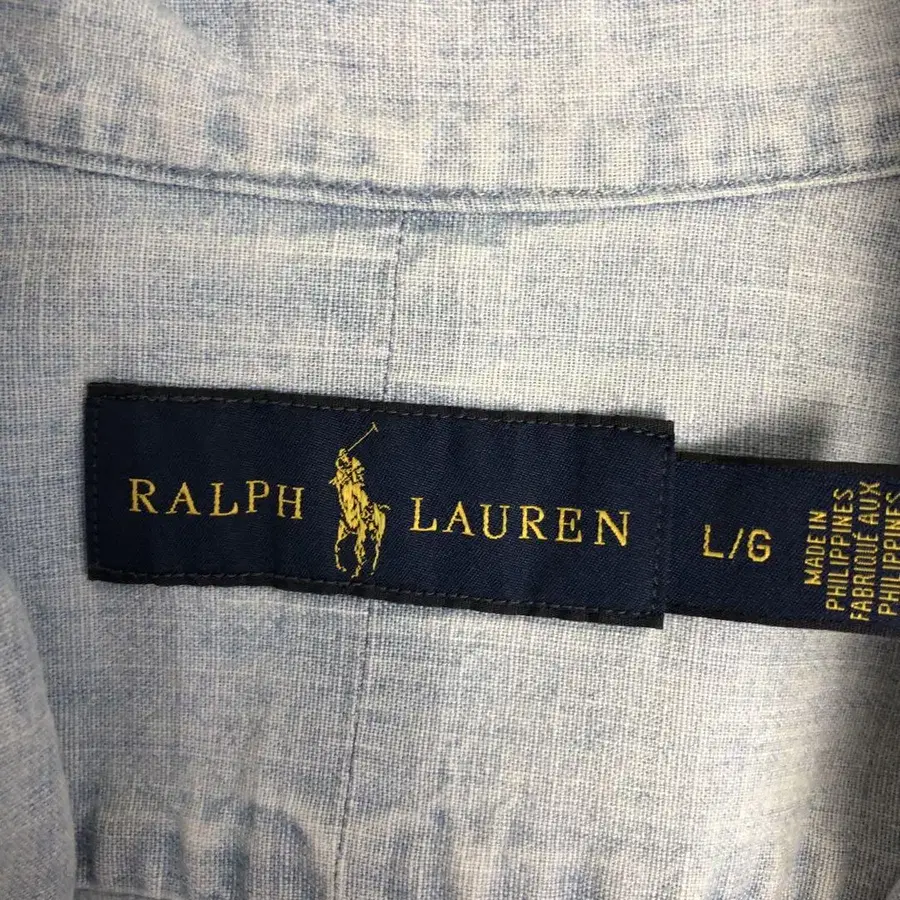 RALPH LAUREN
L/G
MADE IN
PHILIPPINES
FABRIQUÉ AUX
PHILIPPINES